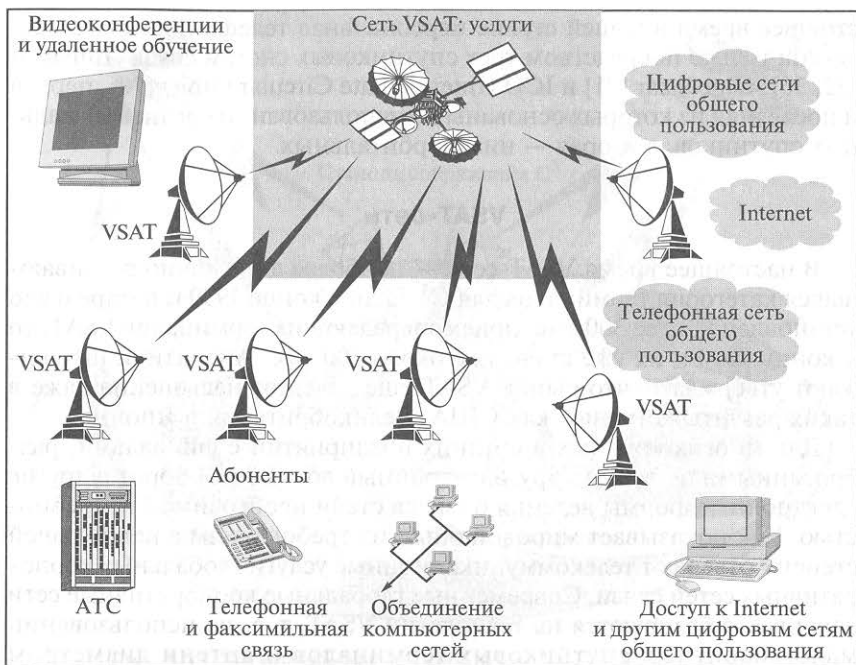 Видеоконференции
и удаленное обучение
Сеть VSAT: услуги
Цифровые сети
общего
пользования
VSAT
Internet
Телефонная сеть
общего
пользования
VSAT
VSAT
VSAT
VSAT
Абоненты
АТС
Телефонная
и факсимильная
связь
Объединение
компьютерных
сетей
Доступ к Internet
и другим цифровым сетям
общего пользования